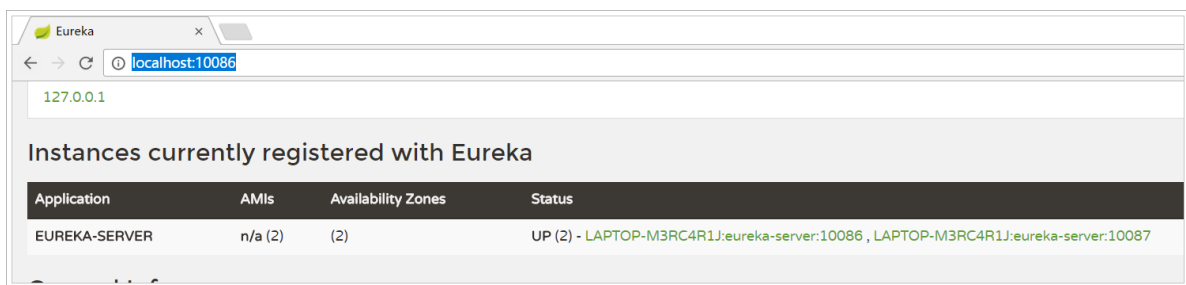 Eureka
localhost:10086
127.0.0.1
Instances currently registered with Eureka
Application AMIs Availability Zones Status
EUREKA-SERVER n/a (2) (2) UP (2) - LAPTOP-M3RC4R1J:eureka-server:10086 , LAPTOP-M3RC4R1J:eureka-server:10087